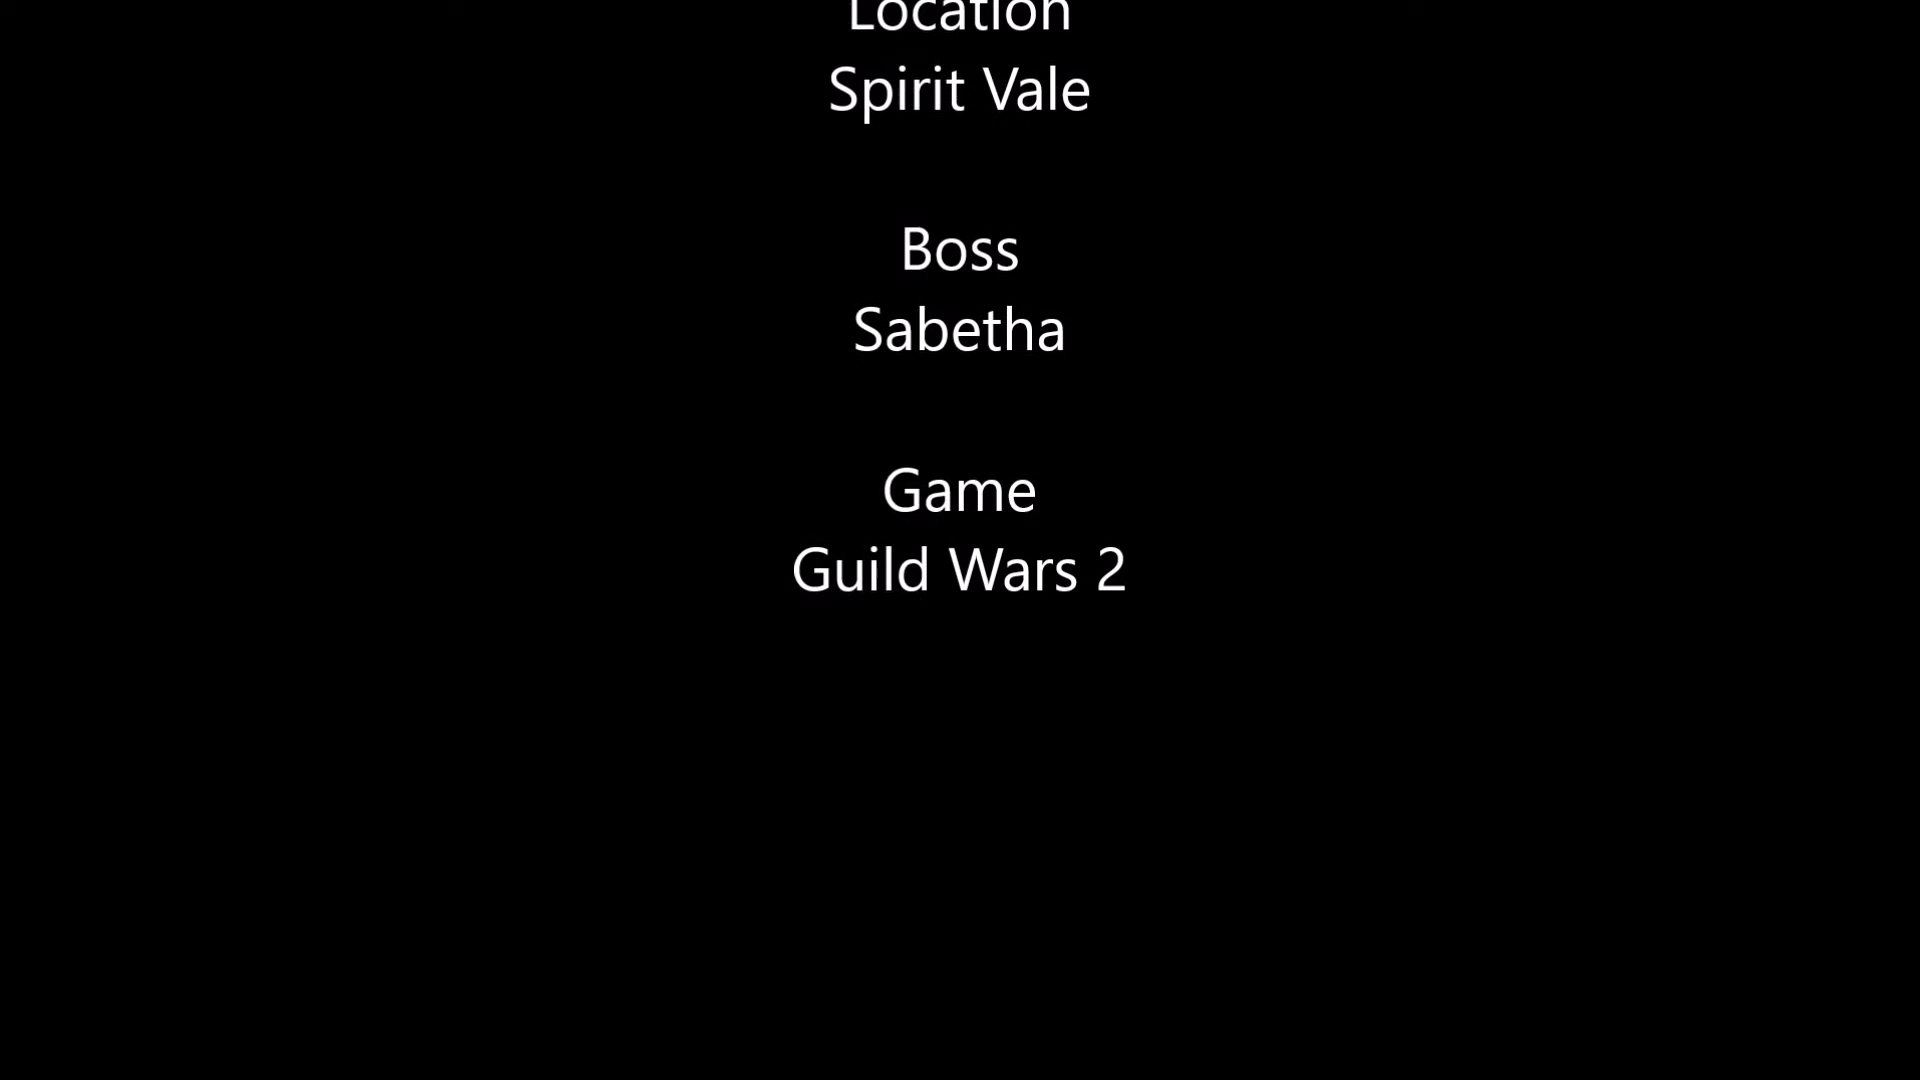 Location
Spirit Vale
Boss
Sabetha
Game
Guild Wars 2